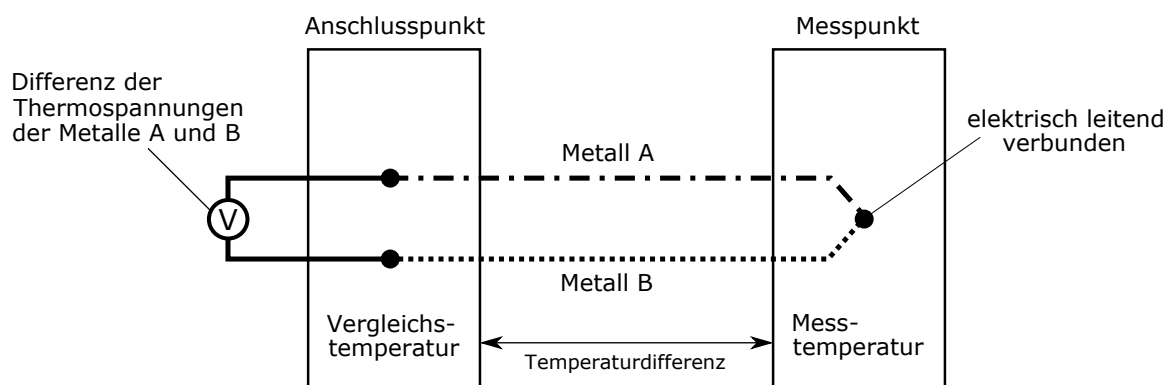 Anschlusspunkt
Messpunkt
Differenz der
Thermospannungen
der Metalle A und B
elektrisch leitend
verbunden
Metall A
V
Metall B
Vergleichs-
temperatur
Temperaturdifferenz
Mess-
temperatur